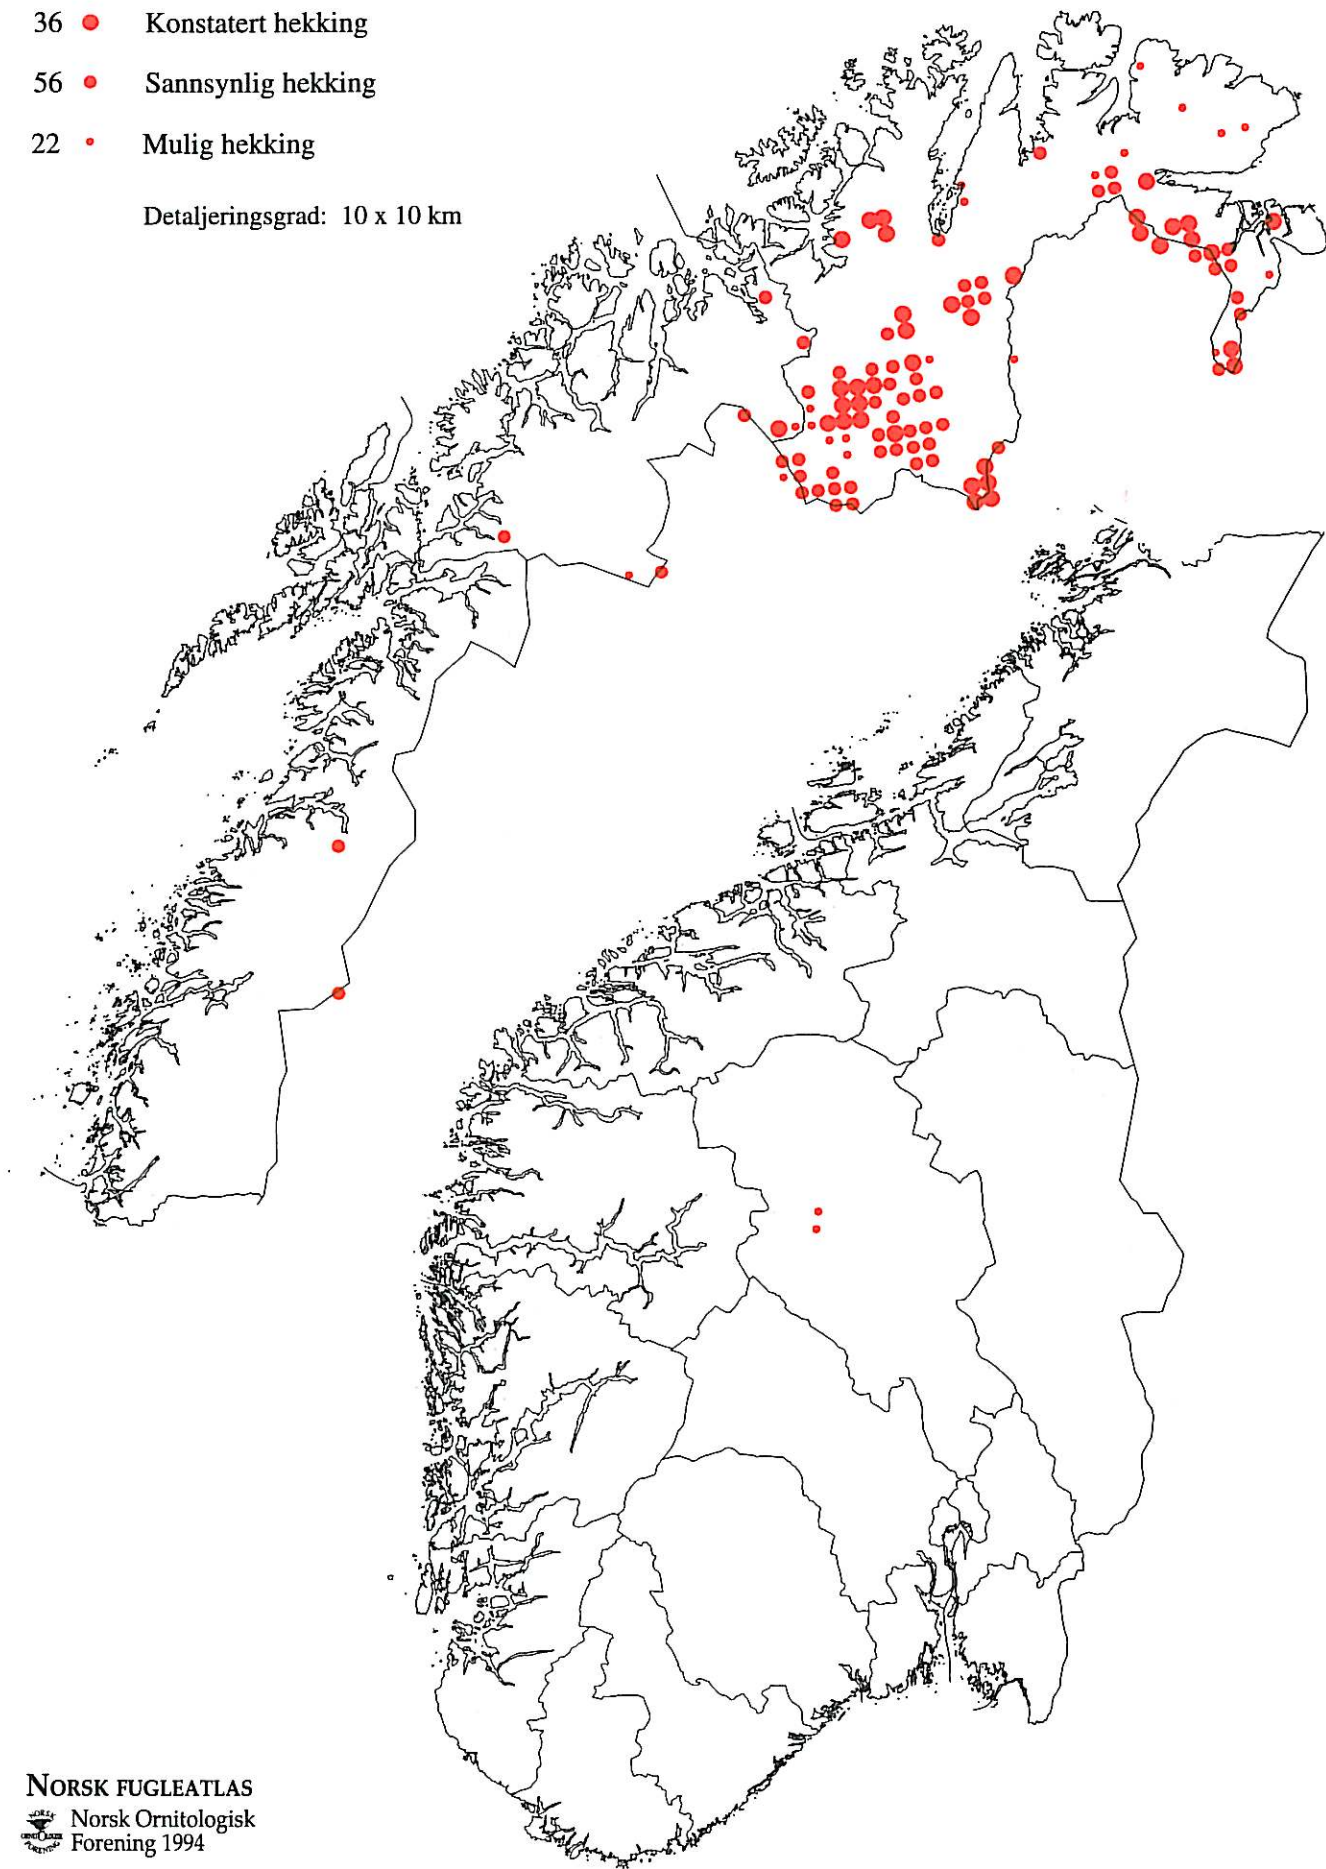 36 Konstatert hekking
56 Sannsynlig hekking
22 Mulig hekking
Detaljeringsgrad: 10 x 10 km
NORSK FUGLEATLAS
Norsk Ornitologisk
Forening 1994